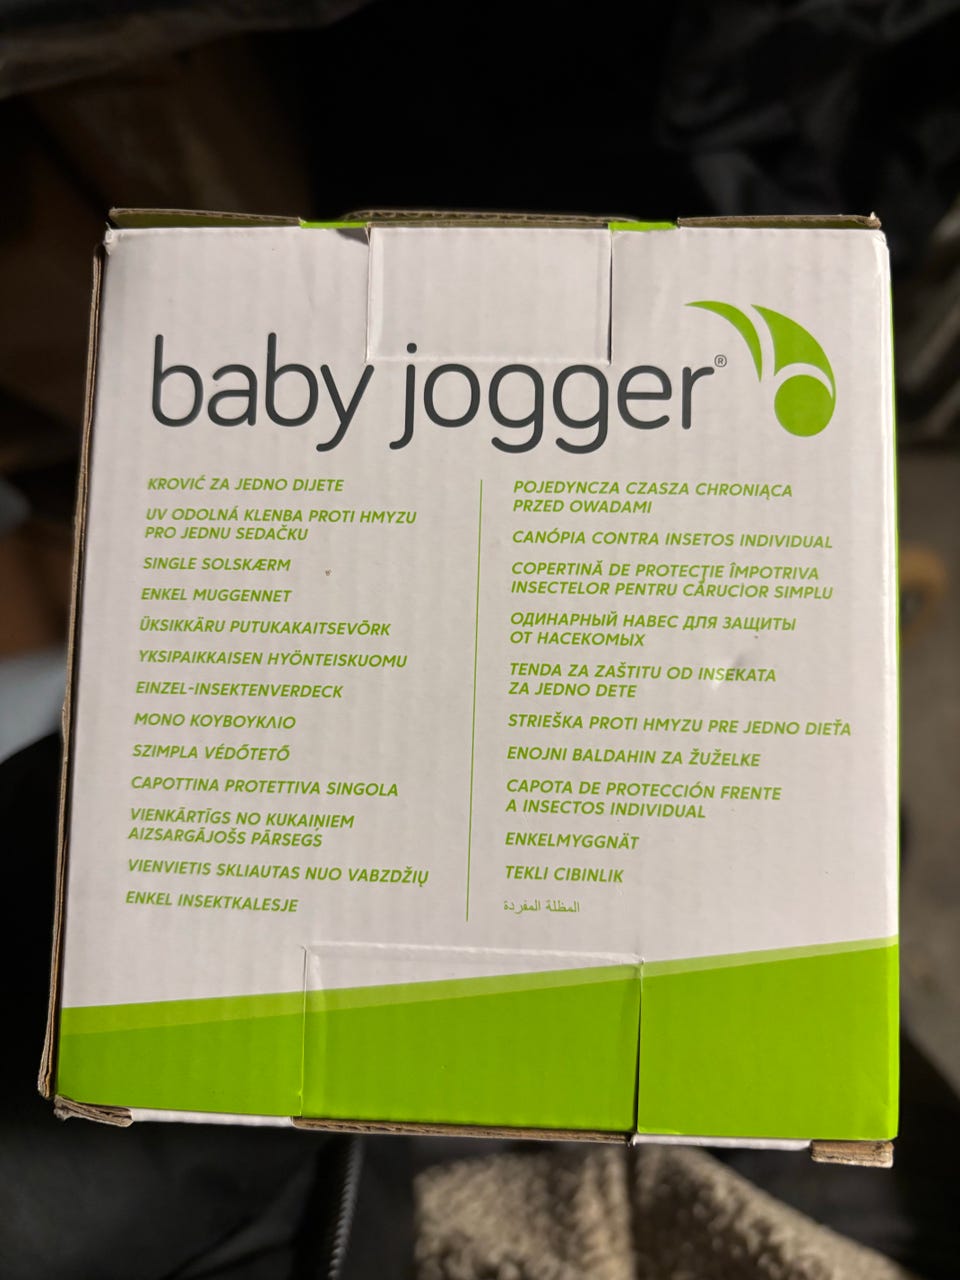 baby jogger®
KROVIĆ ZA JEDNO DIJETE
UV ODOLNÁ KLENBA PROTI HMYZU
PRO JEDNU SEDAČKU
SINGLE SOLSKÆRM
ENKEL MUGGENNET
ÜKSIKKÄRU PUTUKAKAITSEVÕRK
YKSIPAIKKAISEN HYÖNTEISKUOMU
EINZEL-INSEKTENVERDECK
ΜΟΝΟ ΚΟΥΒΟΥΚΛΙΟ
SZIMPLA VÉDŐTETŐ
CAPOTTINA PROTETTIVA SINGOLA
VIENKĀRTĪGS NO KUKAIŅIEM
AIZSARGĀJOŠS PĀRSEGS
VIENVIETIS SKLIAUTAS NUO VABZDŽIŲ
ENKEL INSEKTKALESJE
POJEDYNCZA CZASZA CHRONIĄCA
PRZED OWADAMI
CANÓPIA CONTRA INSETOS INDIVIDUAL
COPERTINĂ DE PROTECŢIE ÎMPOTRIVA
INSECTELOR PENTRU CĂRUCIOR SIMPLU
ОДИНАРНЫЙ НАВЕС ДЛЯ ЗАЩИТЫ
ОТ НАСЕКОМЫХ
TENDA ZA ZAŠTITU OD INSEKATA
ZA JEDNO DETE
STRIEŠKA PROTI HMYZU PRE JEDNO DIEŤA
ENOJNI BALDAHIN ZA ŽUŽELKE
CAPOTA DE PROTECCIÓN FRENTE
A INSECTOS INDIVIDUAL
ENKELMYGGNÄT
TEKLI CIBINLIK
المظلة المفردة